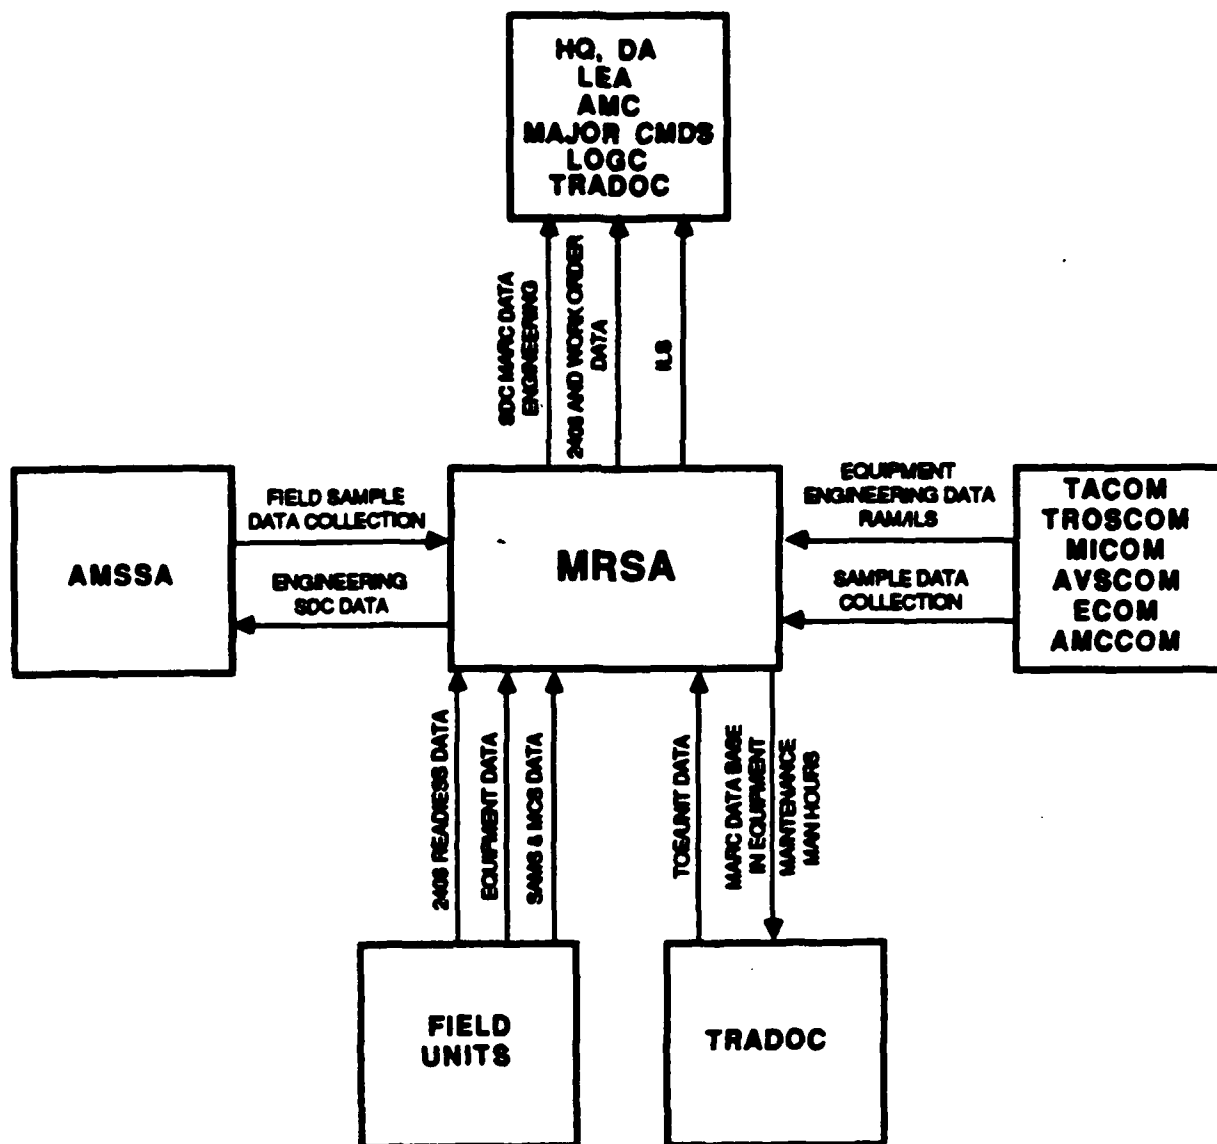 HQ, DA
LEA
AMC
MAJOR CMDS
LOGC
TRADOC
SDC MARC DATA
ENGINEERING
2406 AND WORK ORDER
DATA
ILS
AMSSA
FIELD SAMPLE
DATA COLLECTION
ENGINEERING
SDC DATA
MRSA
EQUIPMENT
ENGINEERING DATA
RAM/ILS
SAMPLE DATA
COLLECTION
TACOM
TROSCOM
MICOM
AVSCOM
ECOM
AMCCOM
2406 READIESS DATA
EQUIPMENT DATA
SAMS & MCS DATA
DATA
MARC DATA BASE
IN EQUIPMENT
MAINTENANCE
MAN HOURS
FIELD
UNITS
TRADOC